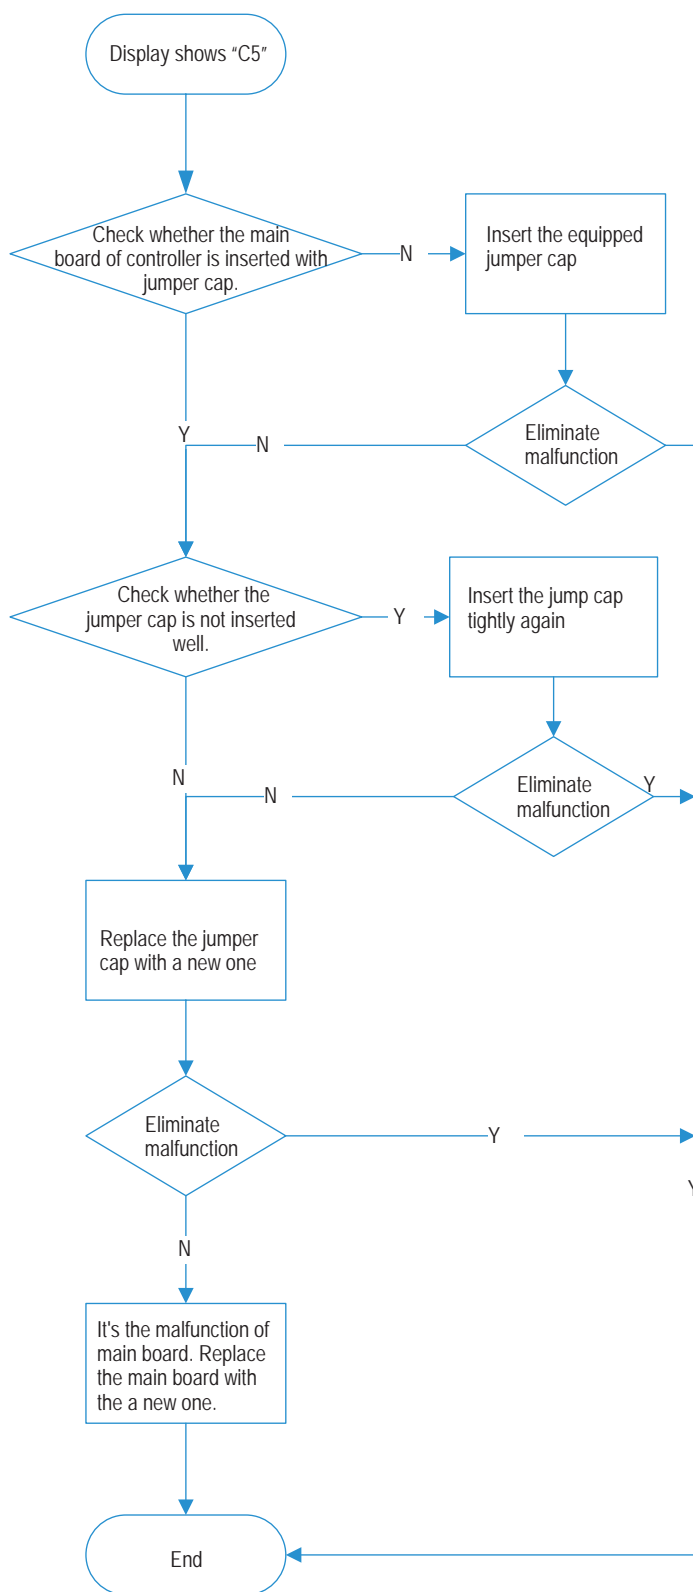 Display shows “C5”
Check whether the main
board of controller is inserted with
jumper cap.
N
Insert the equipped
jumper cap
Y
N
Eliminate
malfunction
Check whether the
jumper cap is not inserted
well.
Y
Insert the jump cap
tightly again
N
N
Eliminate
malfunction
Y
Replace the jumper
cap with a new one
Eliminate
malfunction
Y
Y
N
It's the malfunction of
main board. Replace
the main board with
the a new one.
End